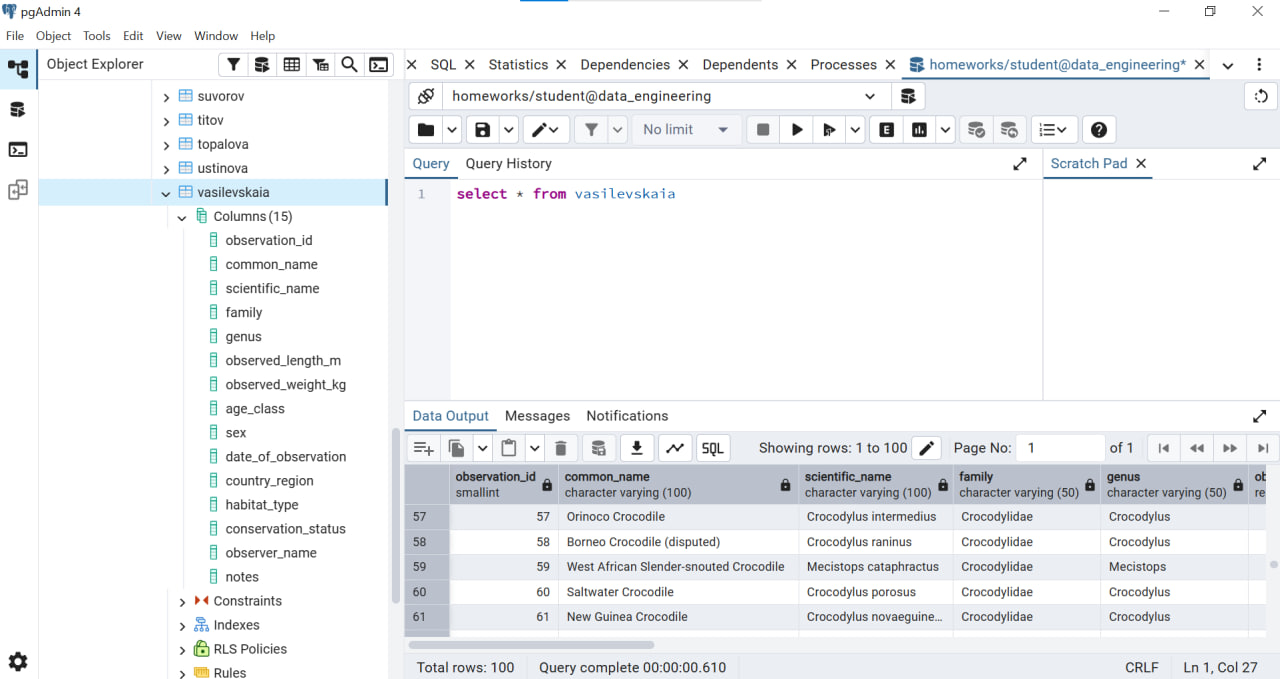 pgAdmin 4
File Object Tools Edit View Window Help
Object Explorer
SQL Statistics Dependencies Dependents Processes homeworks/student@data_engineering*
homeworks/student@data_engineering
No limit
E
Query Query History
Scratch Pad
1 select * from vasilevskaia
suvorov
titov
topalova
ustinova
vasilevskaia
Columns (15)
observation_id
common_name
scientific_name
family
genus
observed_length_m
observed_weight_kg
age_class
sex
date_of_observation
country_region
habitat_type
conservation_status
observer_name
notes
Constraints
Indexes
RLS Policies
Rules
Data Output Messages Notifications
SQL Showing rows: 1 to 100 Page No: 1 of 1
observation_id common_name scientific_name family genus ob
smallint character varying (100) character varying (100) character varying (50) character varying (50) re
57 57 Orinoco Crocodile Crocodylus intermedius Crocodylidae Crocodylus
58 58 Borneo Crocodile (disputed) Crocodylus raninus Crocodylidae Crocodylus
59 59 West African Slender-snouted Crocodile Mecistops cataphractus Crocodylidae Mecistops
60 60 Saltwater Crocodile Crocodylus porosus Crocodylidae Crocodylus
61 61 New Guinea Crocodile Crocodylus novaeguine… Crocodylidae Crocodylus
Total rows: 100 Query complete 00:00:00.610 CRLF Ln 1, Col 27